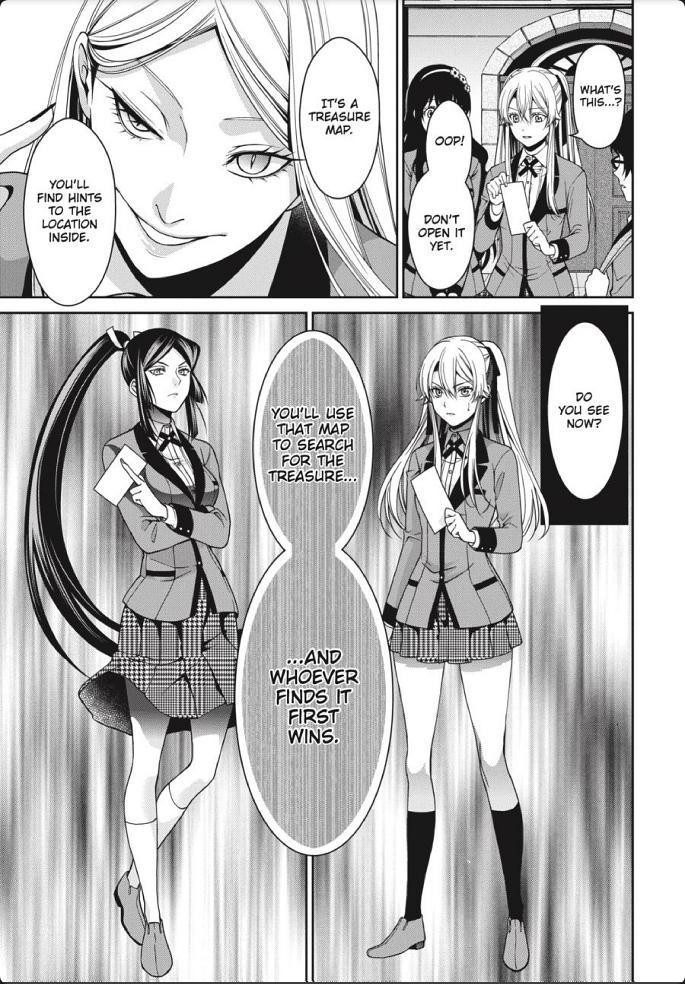 WHAT'S
THIS...?
OOP!
DON'T
OPEN IT
YET.
IT'S A
TREASURE
MAP.
YOU'LL
FIND HINTS
TO THE
LOCATION
INSIDE.
DO
YOU SEE
NOW?
YOU'LL USE
THAT MAP
TO SEARCH
FOR THE
TREASURE...
...AND
WHOEVER
FINDS IT
FIRST
WINS.